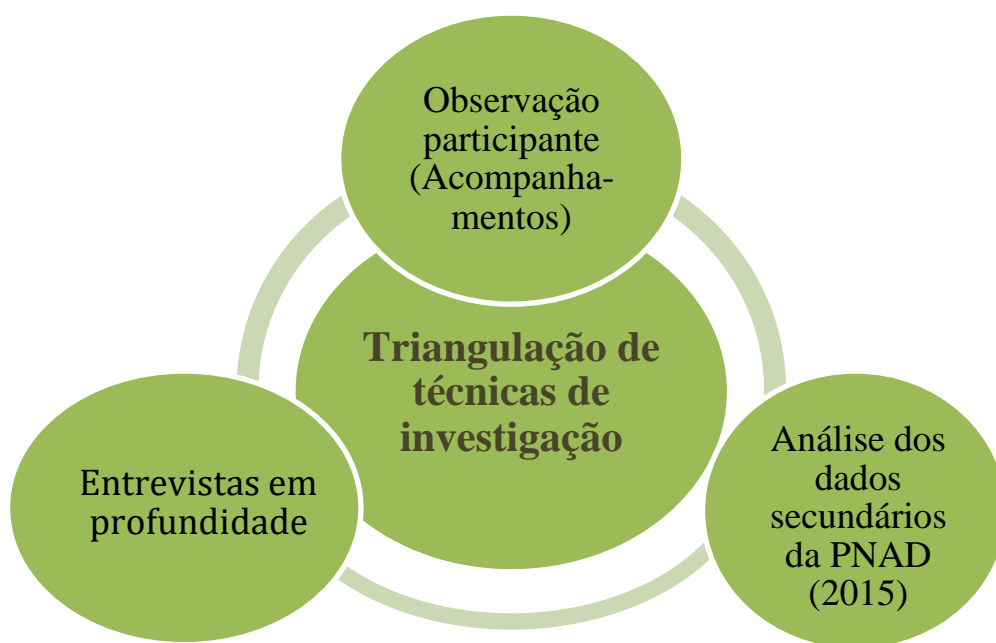 Observação
participante
(Acompanha-
mentos)
Triangulação de
técnicas de
investigação
Entrevistas em
profundidade
Análise dos
dados
secundários
da PNAD
(2015)